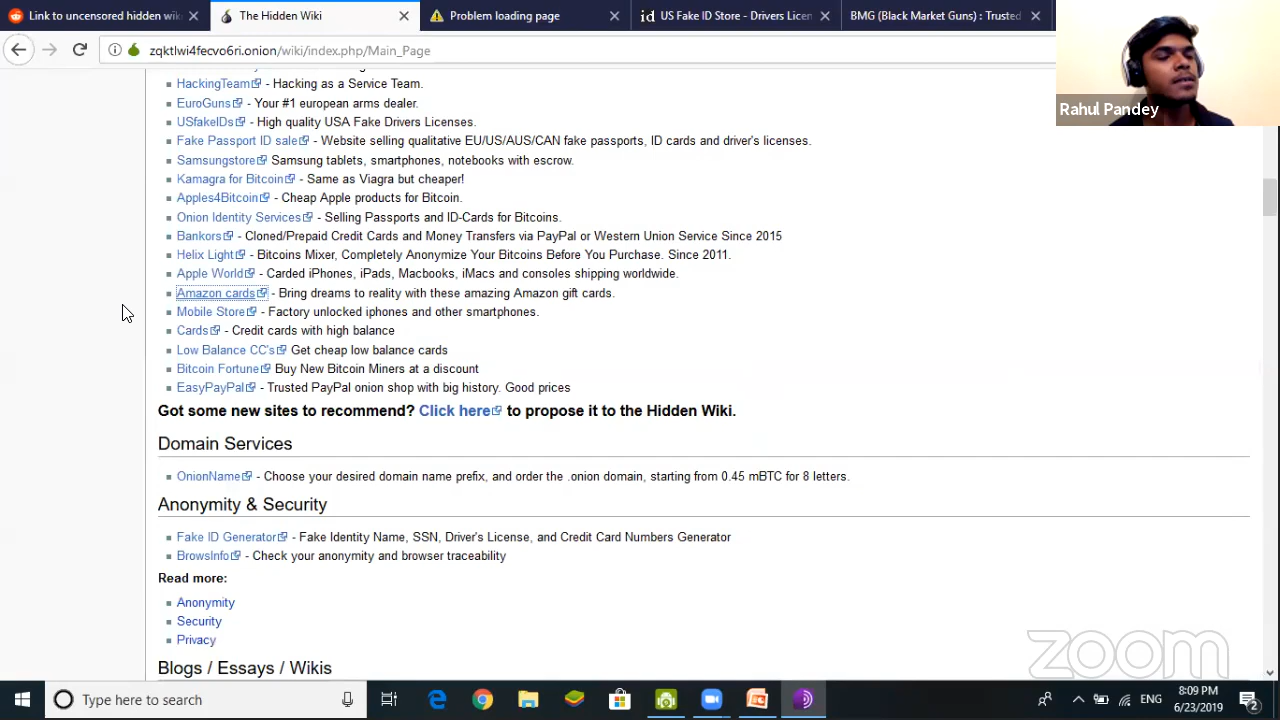 Link to uncensored hidden wik
The Hidden Wiki
Problem loading page
US Fake ID Store - Drivers Licen
BMG (Black Market Guns) : Trusted
zqktlwi4fecvo6ri.onion/wiki/index.php/Main_Page
Rahul Pandey
HackingTeam - Hacking as a Service Team.
EuroGuns - Your #1 european arms dealer.
USfakeIDs - High quality USA Fake Drivers Licenses.
Fake Passport ID sale - Website selling qualitative EU/US/AUS/CAN fake passports, ID cards and driver's licenses.
Samsungstore Samsung tablets, smartphones, notebooks with escrow.
Kamagra for Bitcoin - Same as Viagra but cheaper!
Apples4Bitcoin - Cheap Apple products for Bitcoin.
Onion Identity Services - Selling Passports and ID-Cards for Bitcoins.
Bankors - Cloned/Prepaid Credit Cards and Money Transfers via PayPal or Western Union Service Since 2015
Helix Light - Bitcoins Mixer, Completely Anonymize Your Bitcoins Before You Purchase. Since 2011.
Apple World - Carded iPhones, iPads, Macbooks, iMacs and consoles shipping worldwide.
Amazon cards - Bring dreams to reality with these amazing Amazon gift cards.
Mobile Store - Factory unlocked iphones and other smartphones.
Cards - Credit cards with high balance
Low Balance CC's Get cheap low balance cards
Bitcoin Fortune Buy New Bitcoin Miners at a discount
EasyPayPal - Trusted PayPal onion shop with big history. Good prices
Got some new sites to recommend? Click here to propose it to the Hidden Wiki.
Domain Services
OnionName - Choose your desired domain name prefix, and order the .onion domain, starting from 0.45 mBTC for 8 letters.
Anonymity & Security
Fake ID Generator - Fake Identity Name, SSN, Driver's License, and Credit Card Numbers Generator
BrowsInfo - Check your anonymity and browser traceability
Read more:
Anonymity
Security
Privacy
Blogs / Essays / Wikis
zoom
Type here to search
ENG
8:09 PM
6/23/2019
2